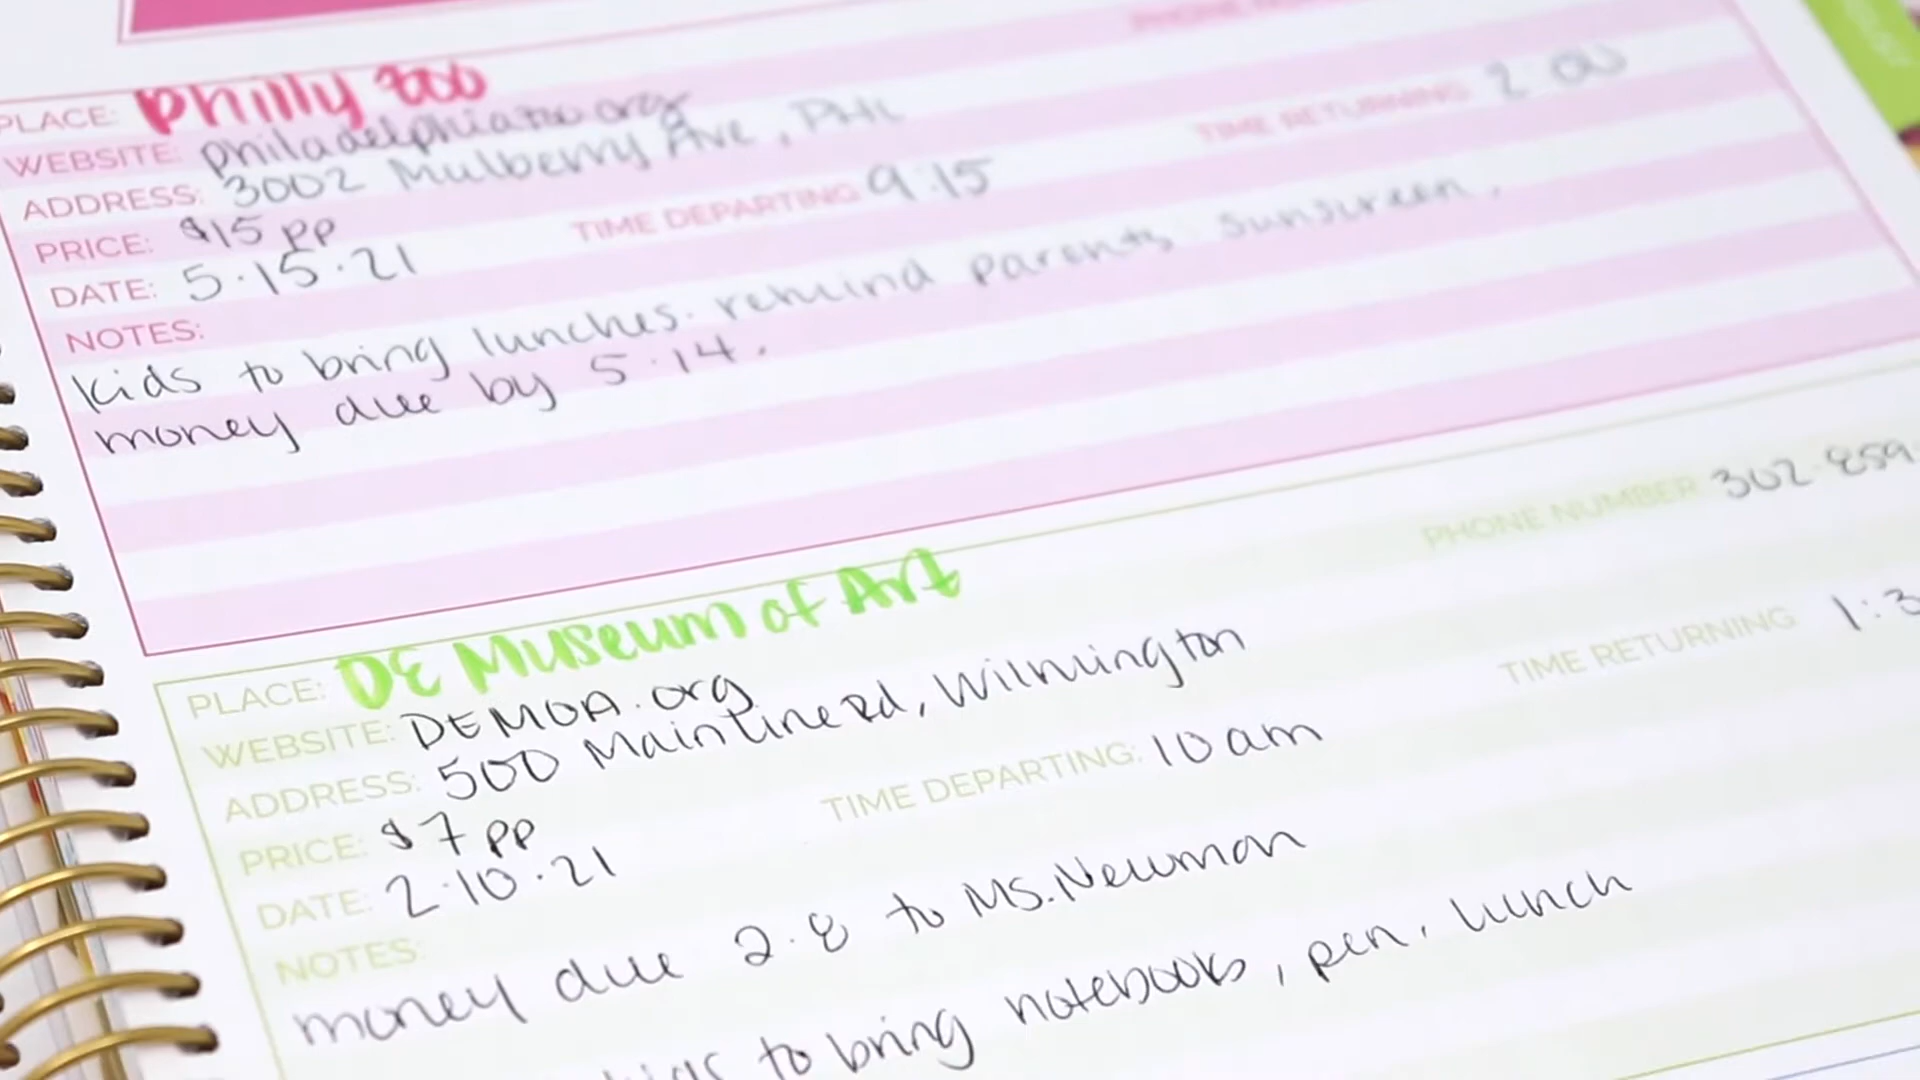 PHONE
PLACE: Philly zoo
WEBSITE: philadelphiazoo.org
ADDRESS: 3002 Mulberry Ave, PHL
TIME RETURNING: 2:00
PRICE: $15 pp
TIME DEPARTING: 9:15
DATE: 5.15.21
NOTES:
kids to bring lunches. remind parents sunscreen.
money due by 5.14.
PHONE NUMBER: 302.859
PLACE: DE Museum of Art
WEBSITE: DEMOA.org
ADDRESS: 500 Mainline Rd, Wilmington
TIME RETURNING: 1:3
PRICE: $7 pp
TIME DEPARTING: 10 am
DATE: 2.10.21
NOTES:
money due 2.8 to Ms. Newman
to bring notebooks, pen, lunch